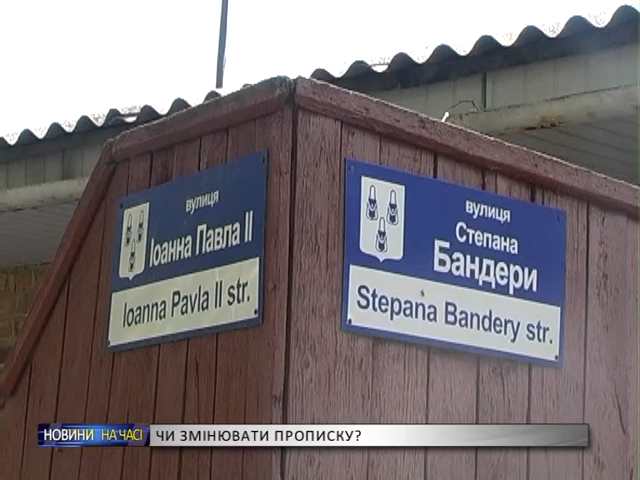 вулиця
Іоанна Павла ІІ
Ioanna Pavla II str.
вулиця
Степана
Бандери
Stepana Bandery str.
НОВИНИ НА ЧАСІ
ЧИ ЗМІНЮВАТИ ПРОПИСКУ?